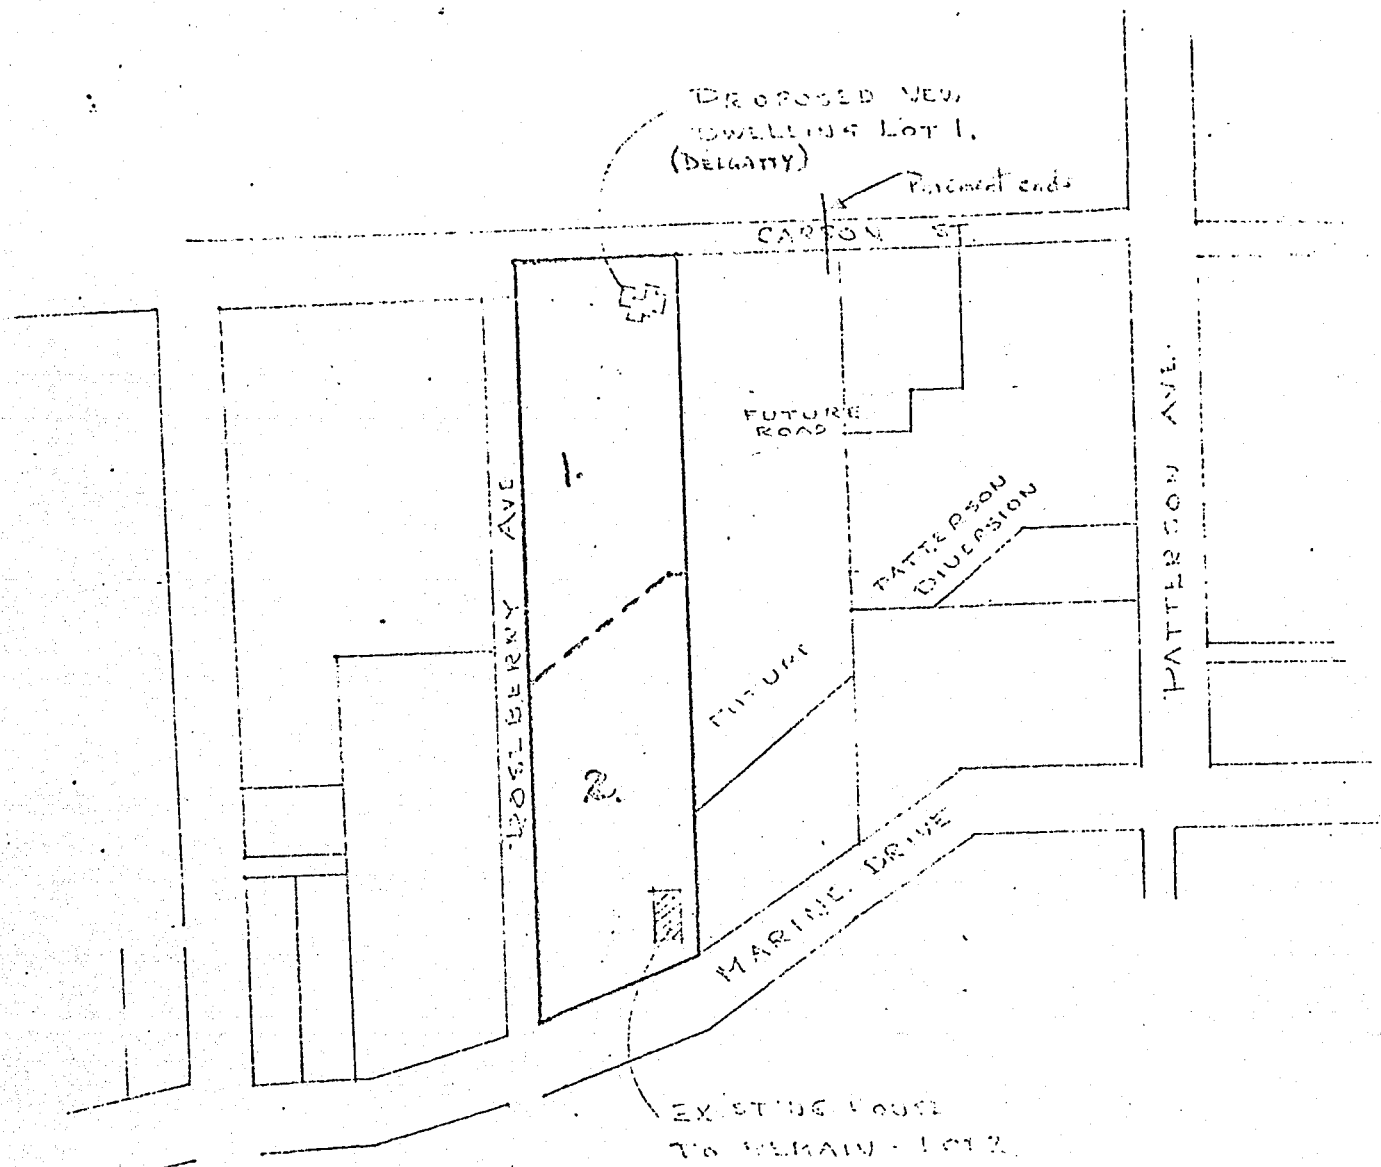 PROPOSED NEW
DWELLING LOT 1.
(DELGATTY)
Pavement ends
CARSON ST.
FUTURE
ROAD
1.
PATTERSON AVE.
ROSEBERRY AVE
PATTERSON
DIVERSION
FUTURE
2.
MARINE DRIVE
EXISTING HOUSE
TO REMAIN - LOT 2.